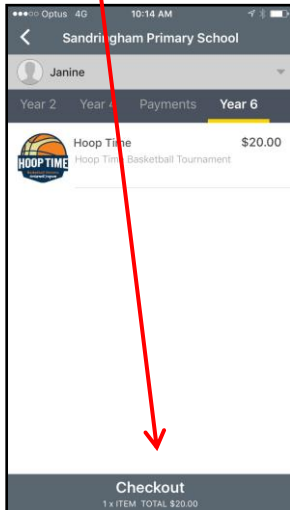 Optus 4G 10:14 AM
Sandringham Primary School
Janine
Year 2 Year 4 Payments Year 6
Hoop Time $20.00
Hoop Time Basketball Tournament
HOOP TIME
Checkout
1 x ITEM TOTAL $20.00